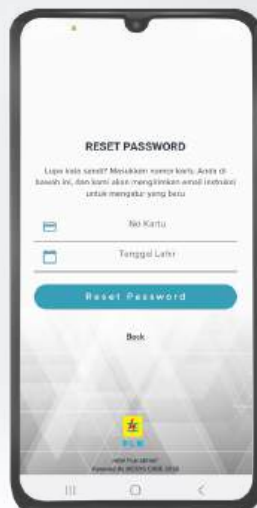 RESET PASSWORD
Lupa kata sandi? Masukkan nomor kartu Anda di
bawah ini, dan kami akan mengirimkan email instruksi
untuk mengatur yang baru
No Kartu
Tanggal Lahir
Reset Password
Back
PLN